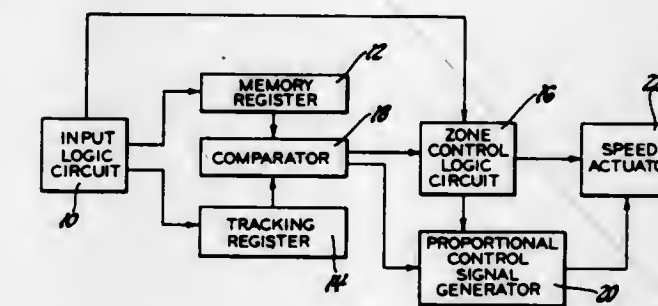 12
MEMORY
REGISTER
18
16
INPUT
LOGIC
CIRCUIT
10
COMPARATOR
ZONE
CONTROL
LOGIC
CIRCUIT
SPEED
TRACKING
REGISTER
14
PROPORTIONAL
CONTROL
SIGNAL
GENERATOR
20